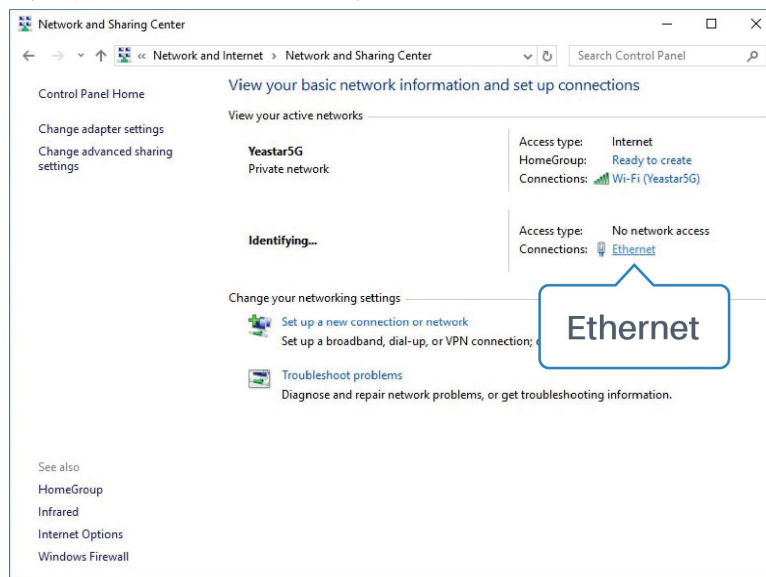 Network and Sharing Center
« Network and Internet › Network and Sharing Center
Search Control Panel
Control Panel Home
Change adapter settings
Change advanced sharing
settings
View your basic network information and set up connections
View your active networks
Yeastar5G
Private network
Access type: Internet
HomeGroup: Ready to create
Connections: Wi-Fi (Yeastar5G)
Identifying...
Access type: No network access
Connections: Ethernet
Ethernet
Change your networking settings
Set up a new connection or network
Set up a broadband, dial-up, or VPN connection;
Troubleshoot problems
Diagnose and repair network problems, or get troubleshooting information.
See also
HomeGroup
Infrared
Internet Options
Windows Firewall